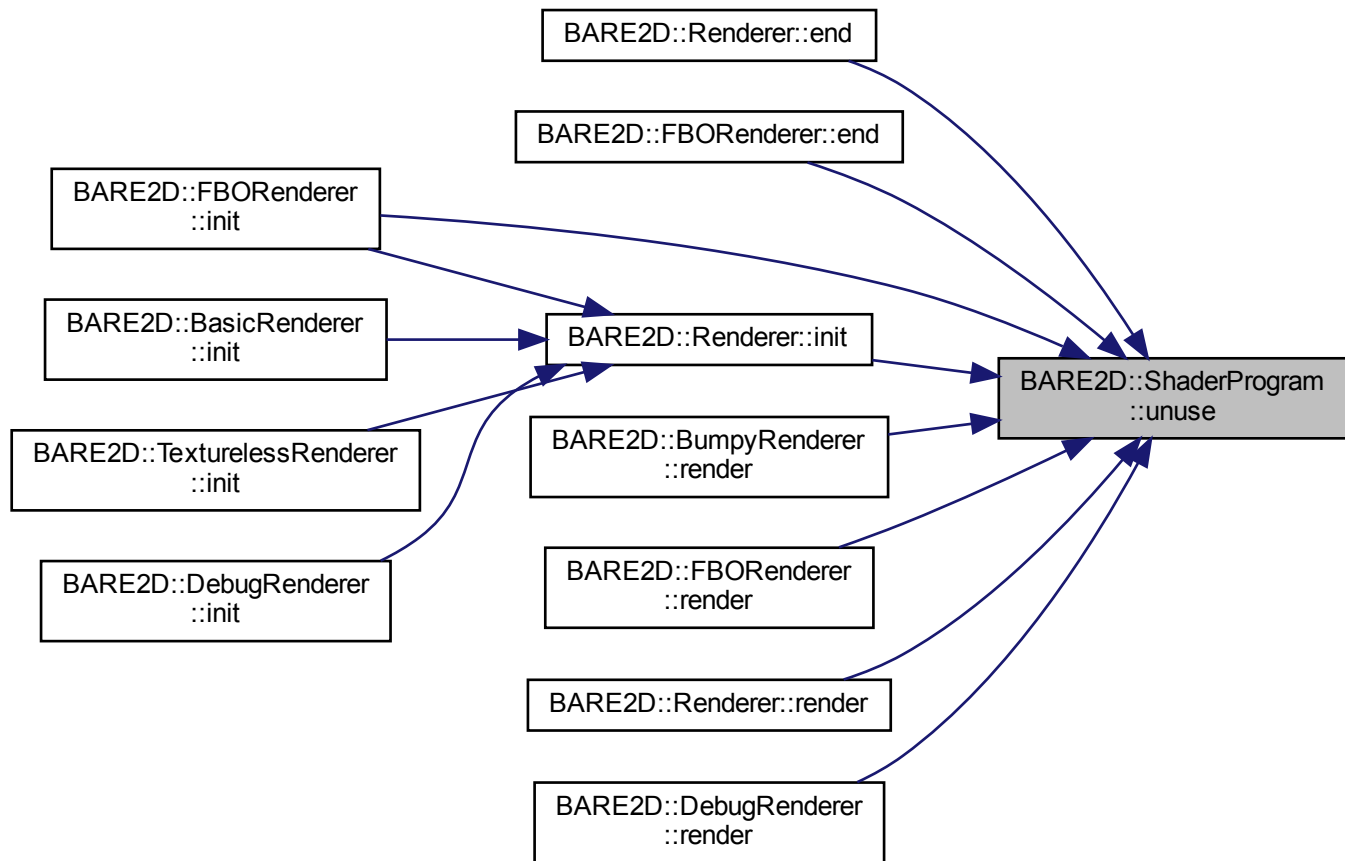 BARE2D::Renderer::end
BARE2D::FBORenderer::end
BARE2D::FBORenderer
::init
BARE2D::BasicRenderer
::init
BARE2D::Renderer::init
BARE2D::ShaderProgram
::unuse
BARE2D::TexturelessRenderer
::init
BARE2D::BumpyRenderer
::render
BARE2D::DebugRenderer
::init
BARE2D::FBORenderer
::render
BARE2D::Renderer::render
BARE2D::DebugRenderer
::render